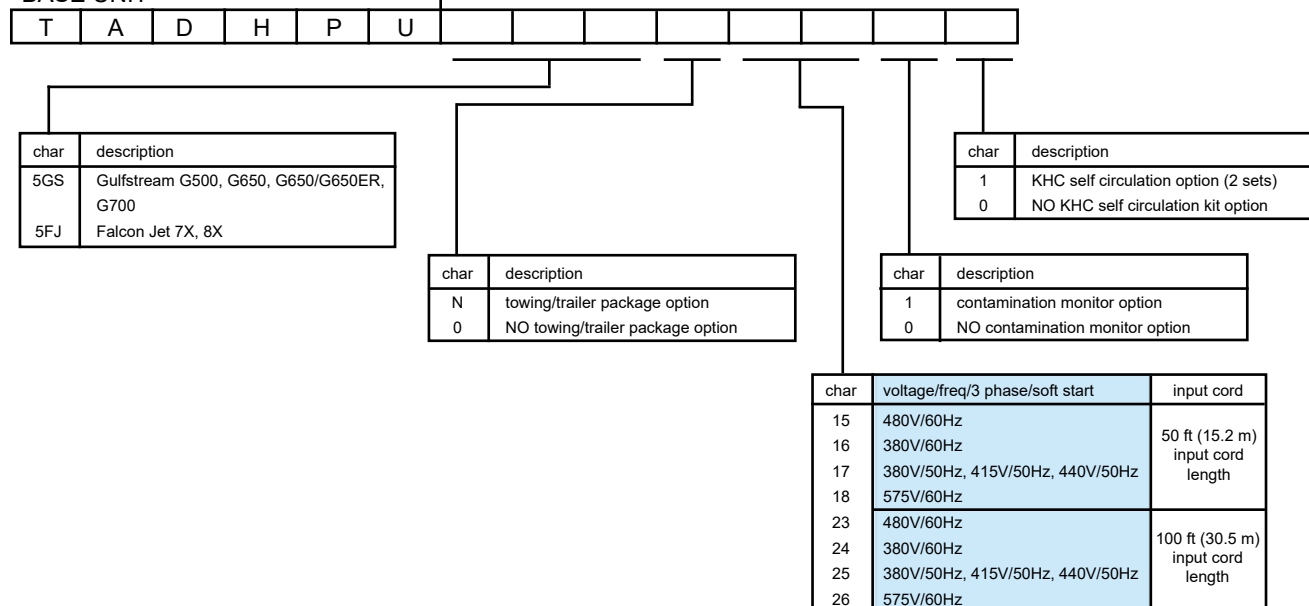 BASE UNIT
T A D H P U
char description
5GS Gulfstream G500, G650, G650/G650ER,
G700
5FJ Falcon Jet 7X, 8X
char description
1 KHC self circulation option (2 sets)
0 NO KHC self circulation kit option
char description
N towing/trailer package option
0 NO towing/trailer package option
char description
1 contamination monitor option
0 NO contamination monitor option
char voltage/freq/3 phase/soft start input cord
15 480V/60Hz
16 380V/60Hz
17 380V/50Hz, 415V/50Hz, 440V/50Hz
18 575V/60Hz
50 ft (15.2 m)
input cord
length
23 480V/60Hz
24 380V/60Hz
25 380V/50Hz, 415V/50Hz, 440V/50Hz
26 575V/60Hz
100 ft (30.5 m)
input cord
length